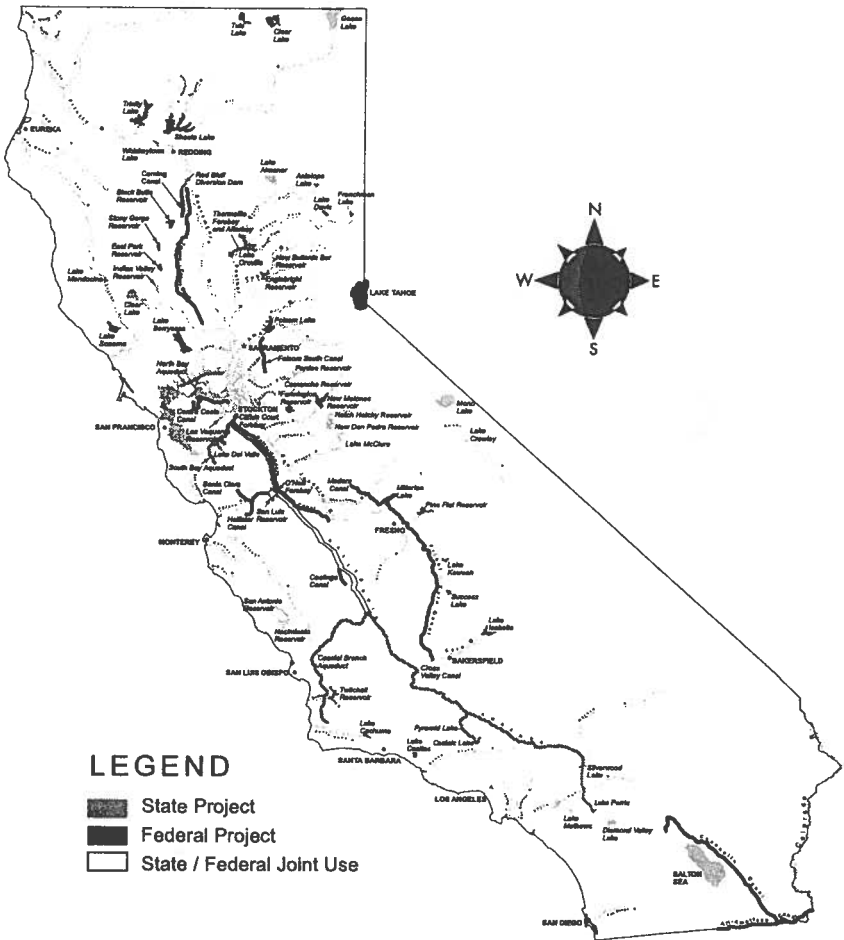 Tule
Lake
Clear
Lake
Goose
Lake
Trinity
Lake
Shasta Lake
EUREKA
Whiskeytown
Lake
REDDING
Corning
Canal
Red Bluff
Diversion Dam
Lake
Almanor
Antelope
Lake
Black Butte
Reservoir
Frenchman
Lake
Lake
Davis
Stony Gorge
Reservoir
Thermalito
Forebay
and Afterbay
East Park
Reservoir
Lake
Oroville
New Bullards Bar
Reservoir
Indian Valley
Reservoir
Lake
Mendocino
Englebright
Reservoir
N
W
E
S
Clear
Lake
LAKE TAHOE
Lake
Berryessa
Folsom Lake
Lake
Sonoma
SACRAMENTO
Folsom South Canal
North Bay
Aqueduct
Pardee Reservoir
Camanche Reservoir
Farmington
Reservoir
New Melones
Reservoir
Mono
Lake
STOCKTON
Clifton Court
Forebay
Contra Costa
Canal
Hetch Hetchy Reservoir
SAN FRANCISCO
Los Vaqueros
Reservoir
New Don Pedro Reservoir
Lake
Crowley
Lake McClure
Lake Del Valle
South Bay Aqueduct
Santa Clara
Canal
O'Neill
Forebay
Madera
Canal
Millerton
Lake
San Luis
Reservoir
Hollister
Canal
Pine Flat Reservoir
FRESNO
MONTEREY
Lake
Kaweah
Coalinga
Canal
Success
Lake
San Antonio
Reservoir
Lake
Isabella
Nacimiento
Reservoir
Coastal Branch
Aqueduct
BAKERSFIELD
SAN LUIS OBISPO
Cross
Valley Canal
Twitchell
Reservoir
Lake
Cachuma
Pyramid Lake
Lake
Casitas
Castaic Lake
SANTA BARBARA
Silverwood
Lake
LOS ANGELES
Lake Perris
Lake
Mathews
Diamond Valley
Lake
SALTON
SEA
SAN DIEGO
LEGEND
State Project
Federal Project
State / Federal Joint Use